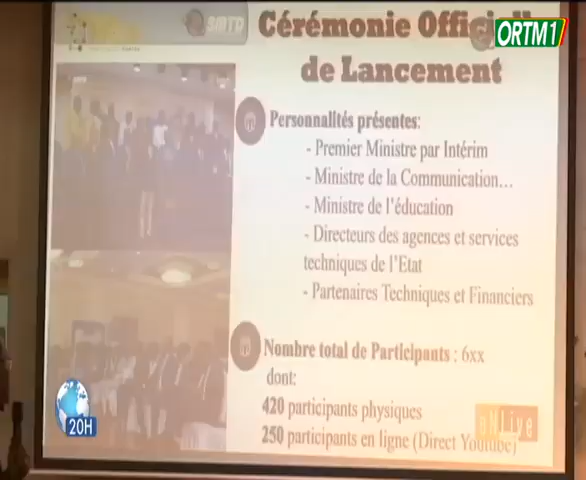 SMTD
Cérémonie Officielle
ORTM1
de Lancement
Personnalités présentes:
- Premier Ministre par Intérim
- Ministre de la Communication...
- Ministre de l'éducation
- Directeurs des agences et services
techniques de l'Etat
- Partenaires Techniques et Financiers
Nombre total de Participants : 6xx
dont:
420 participants physiques
250 participants en ligne (Direct Youtube)
eNLive
20H